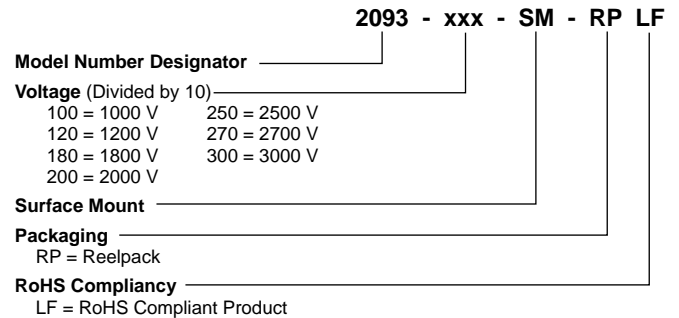 2093 - xxx - SM - RP LF
Model Number Designator
Voltage (Divided by 10)
100 = 1000 V 250 = 2500 V
120 = 1200 V 270 = 2700 V
180 = 1800 V 300 = 3000 V
200 = 2000 V
Surface Mount
Packaging
RP = Reelpack
RoHS Compliancy
LF = RoHS Compliant Product